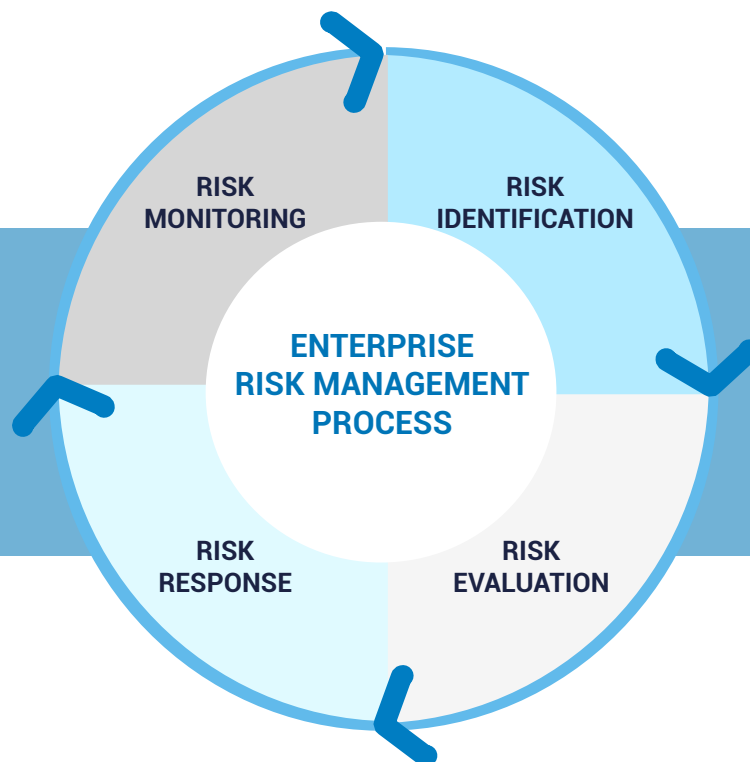 RISK
MONITORING
RISK
IDENTIFICATION
ENTERPRISE
RISK MANAGEMENT
PROCESS
RISK
RESPONSE
RISK
EVALUATION